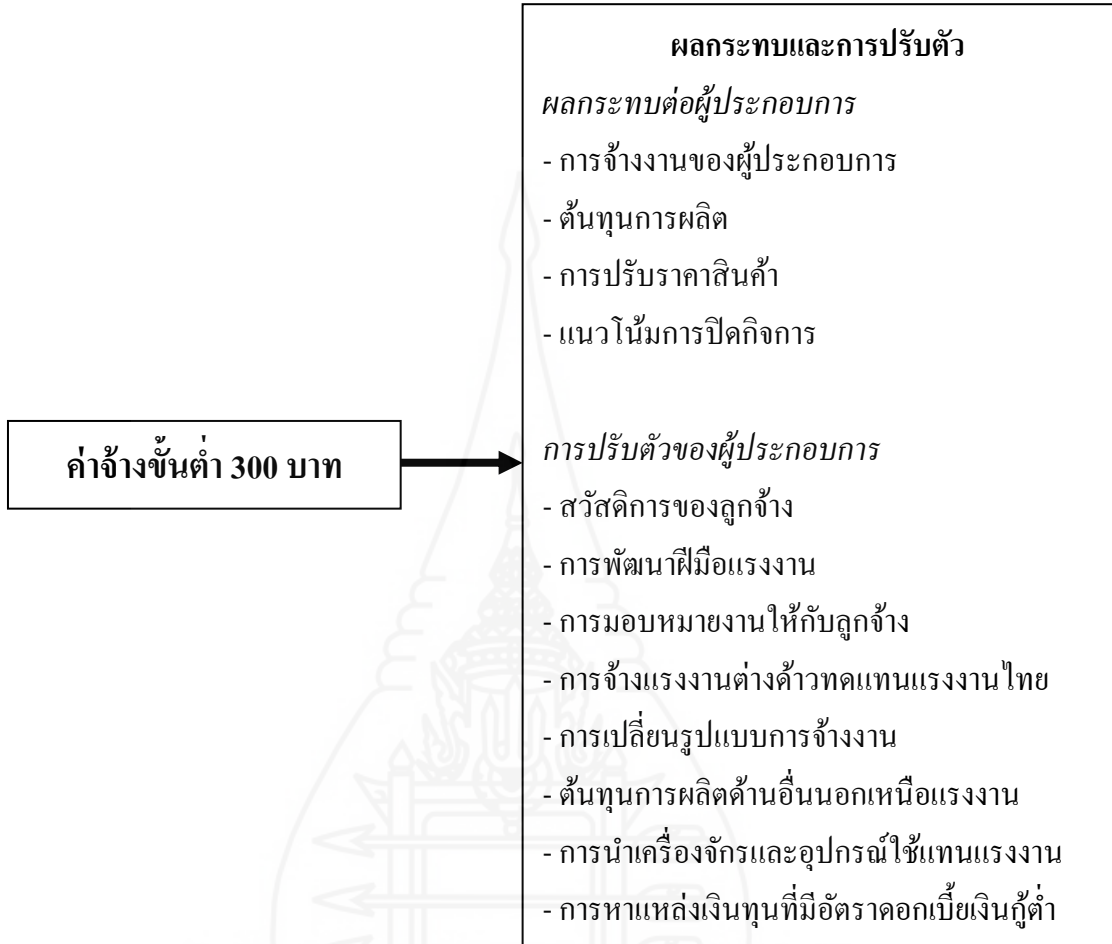 ผลกระทบและการปรับตัว
ผลกระทบต่อผู้ประกอบการ
- การจ้างงานของผู้ประกอบการ
- ต้นทุนการผลิต
- การปรับราคาสินค้า
- แนวโน้มการปิดกิจการ
ค่าจ้างขั้นต่ำ 300 บาท
การปรับตัวของผู้ประกอบการ
- สวัสดิการของลูกจ้าง
- การพัฒนาฝีมือแรงงาน
- การมอบหมายงานให้กับลูกจ้าง
- การจ้างแรงงานต่างด้าวทดแทนแรงงานไทย
- การเปลี่ยนรูปแบบการจ้างงาน
- ต้นทุนการผลิตด้านอื่นนอกเหนือแรงงาน
- การนำเครื่องจักรและอุปกรณ์ใช้แทนแรงงาน
- การหาแหล่งเงินทุนที่มีอัตราดอกเบี้ยเงินกู้ต่ำ